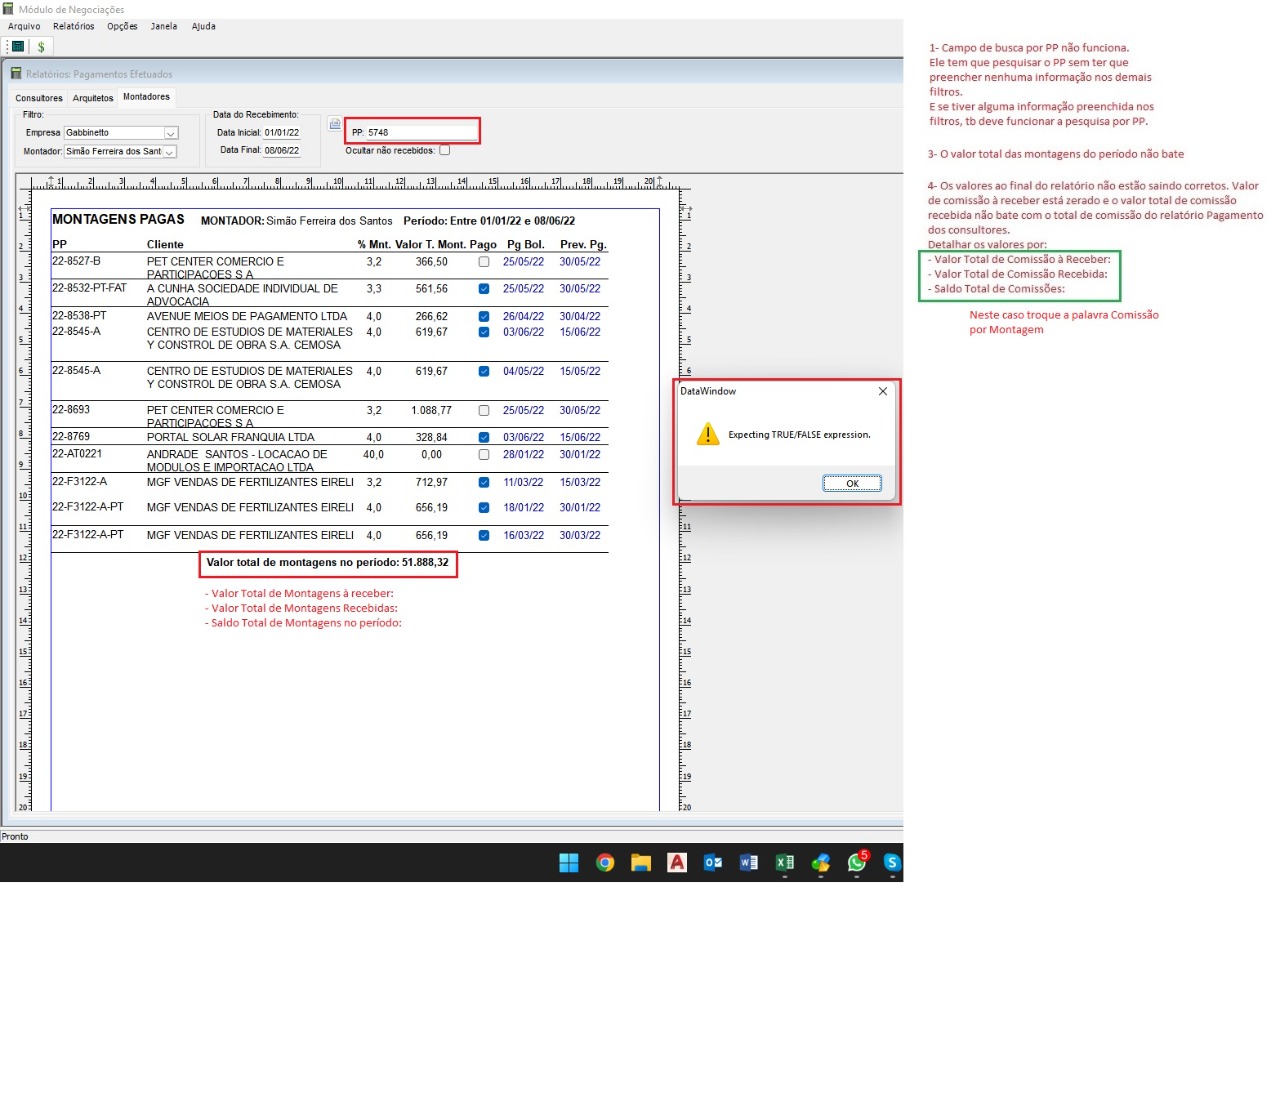 Módulo de Negociações
Arquivo Relatórios Opções Janela Ajuda
Relatórios: Pagamentos Efetuados
Consultores Arquitetos Montadores
Filtro:
Empresa Gabbinetto
Montador: Simão Ferreira dos Sant
Data do Recebimento:
Data Inicial: 01/01/22
Data Final: 08/06/22
PP: 5748
Ocultar não recebidos:
MONTAGENS PAGAS MONTADOR: Simão Ferreira dos Santos Período: Entre 01/01/22 e 08/06/22
PP Cliente % Mnt. Valor T. Mont. Pago Pg Bol. Prev. Pg.
22-8527-B PET CENTER COMERCIO E 3,2 366,50 25/05/22 30/05/22
PARTICIPACOES S A
22-8532-PT-FAT A CUNHA SOCIEDADE INDIVIDUAL DE 3,3 561,56 25/05/22 30/05/22
ADVOCACIA
22-8538-PT AVENUE MEIOS DE PAGAMENTO LTDA 4,0 266,62 26/04/22 30/04/22
22-8545-A CENTRO DE ESTUDIOS DE MATERIALES 4,0 619,67 03/06/22 15/06/22
Y CONSTROL DE OBRA S.A. CEMOSA
22-8545-A CENTRO DE ESTUDIOS DE MATERIALES 4,0 619,67 04/05/22 15/05/22
Y CONSTROL DE OBRA S.A. CEMOSA
22-8693 PET CENTER COMERCIO E 3,2 1.088,77 25/05/22 30/05/22
PARTICIPACOES S A
22-8769 PORTAL SOLAR FRANQUIA LTDA 4,0 328,84 03/06/22 15/06/22
22-AT0221 ANDRADE SANTOS - LOCACAO DE 40,0 0,00 28/01/22 30/01/22
MODULOS E IMPORTACAO LTDA
22-F3122-A MGF VENDAS DE FERTILIZANTES EIRELI 3,2 712,97 11/03/22 15/03/22
22-F3122-A-PT MGF VENDAS DE FERTILIZANTES EIRELI 4,0 656,19 18/01/22 30/01/22
22-F3122-A-PT MGF VENDAS DE FERTILIZANTES EIRELI 4,0 656,19 16/03/22 30/03/22
Valor total de montagens no período: 51.888,32
- Valor Total de Montagens à receber:
- Valor Total de Montagens Recebidas:
- Saldo Total de Montagens no período:
DataWindow
Expecting TRUE/FALSE expression.
OK
1- Campo de busca por PP não funciona.
Ele tem que pesquisar o PP sem ter que
preencher nenhuma informação nos demais
filtros.
E se tiver alguma informação preenchida nos
filtros, tb deve funcionar a pesquisa por PP.
3- O valor total das montagens do período não bate
4- Os valores ao final do relatório não estão saindo corretos. Valor
de comissão à receber está zerado e o valor total de comissão
recebida não bate com o total de comissão do relatório Pagamento
dos consultores.
Detalhar os valores por:
- Valor Total de Comissão à Receber:
- Valor Total de Comissão Recebida:
- Saldo Total de Comissões:
Neste caso troque a palavra Comissão
por Montagem
Pronto
5